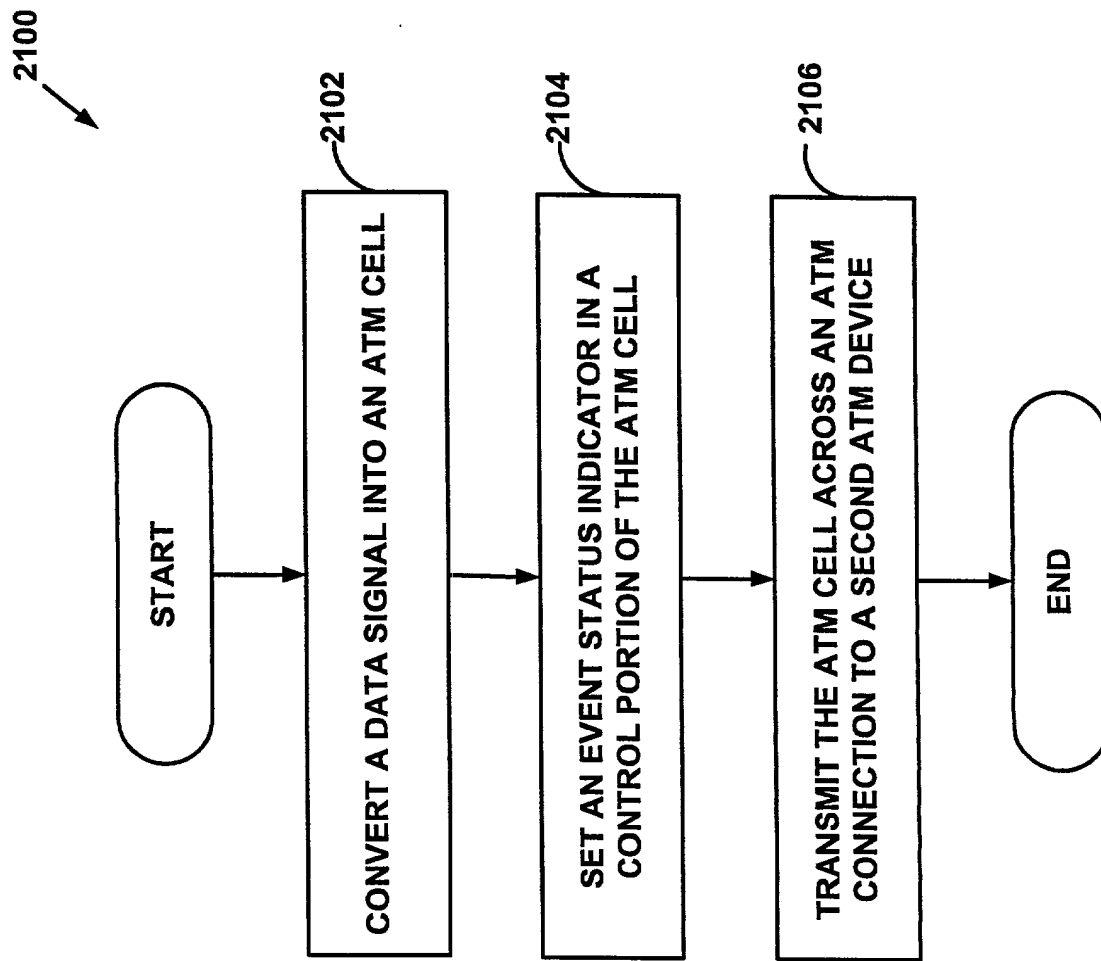 2100
START
2102
CONVERT A DATA SIGNAL INTO AN ATM CELL
2104
SET AN EVENT STATUS INDICATOR IN A
CONTROL PORTION OF THE ATM CELL
2106
TRANSMIT THE ATM CELL ACROSS AN ATM
CONNECTION TO A SECOND ATM DEVICE
END